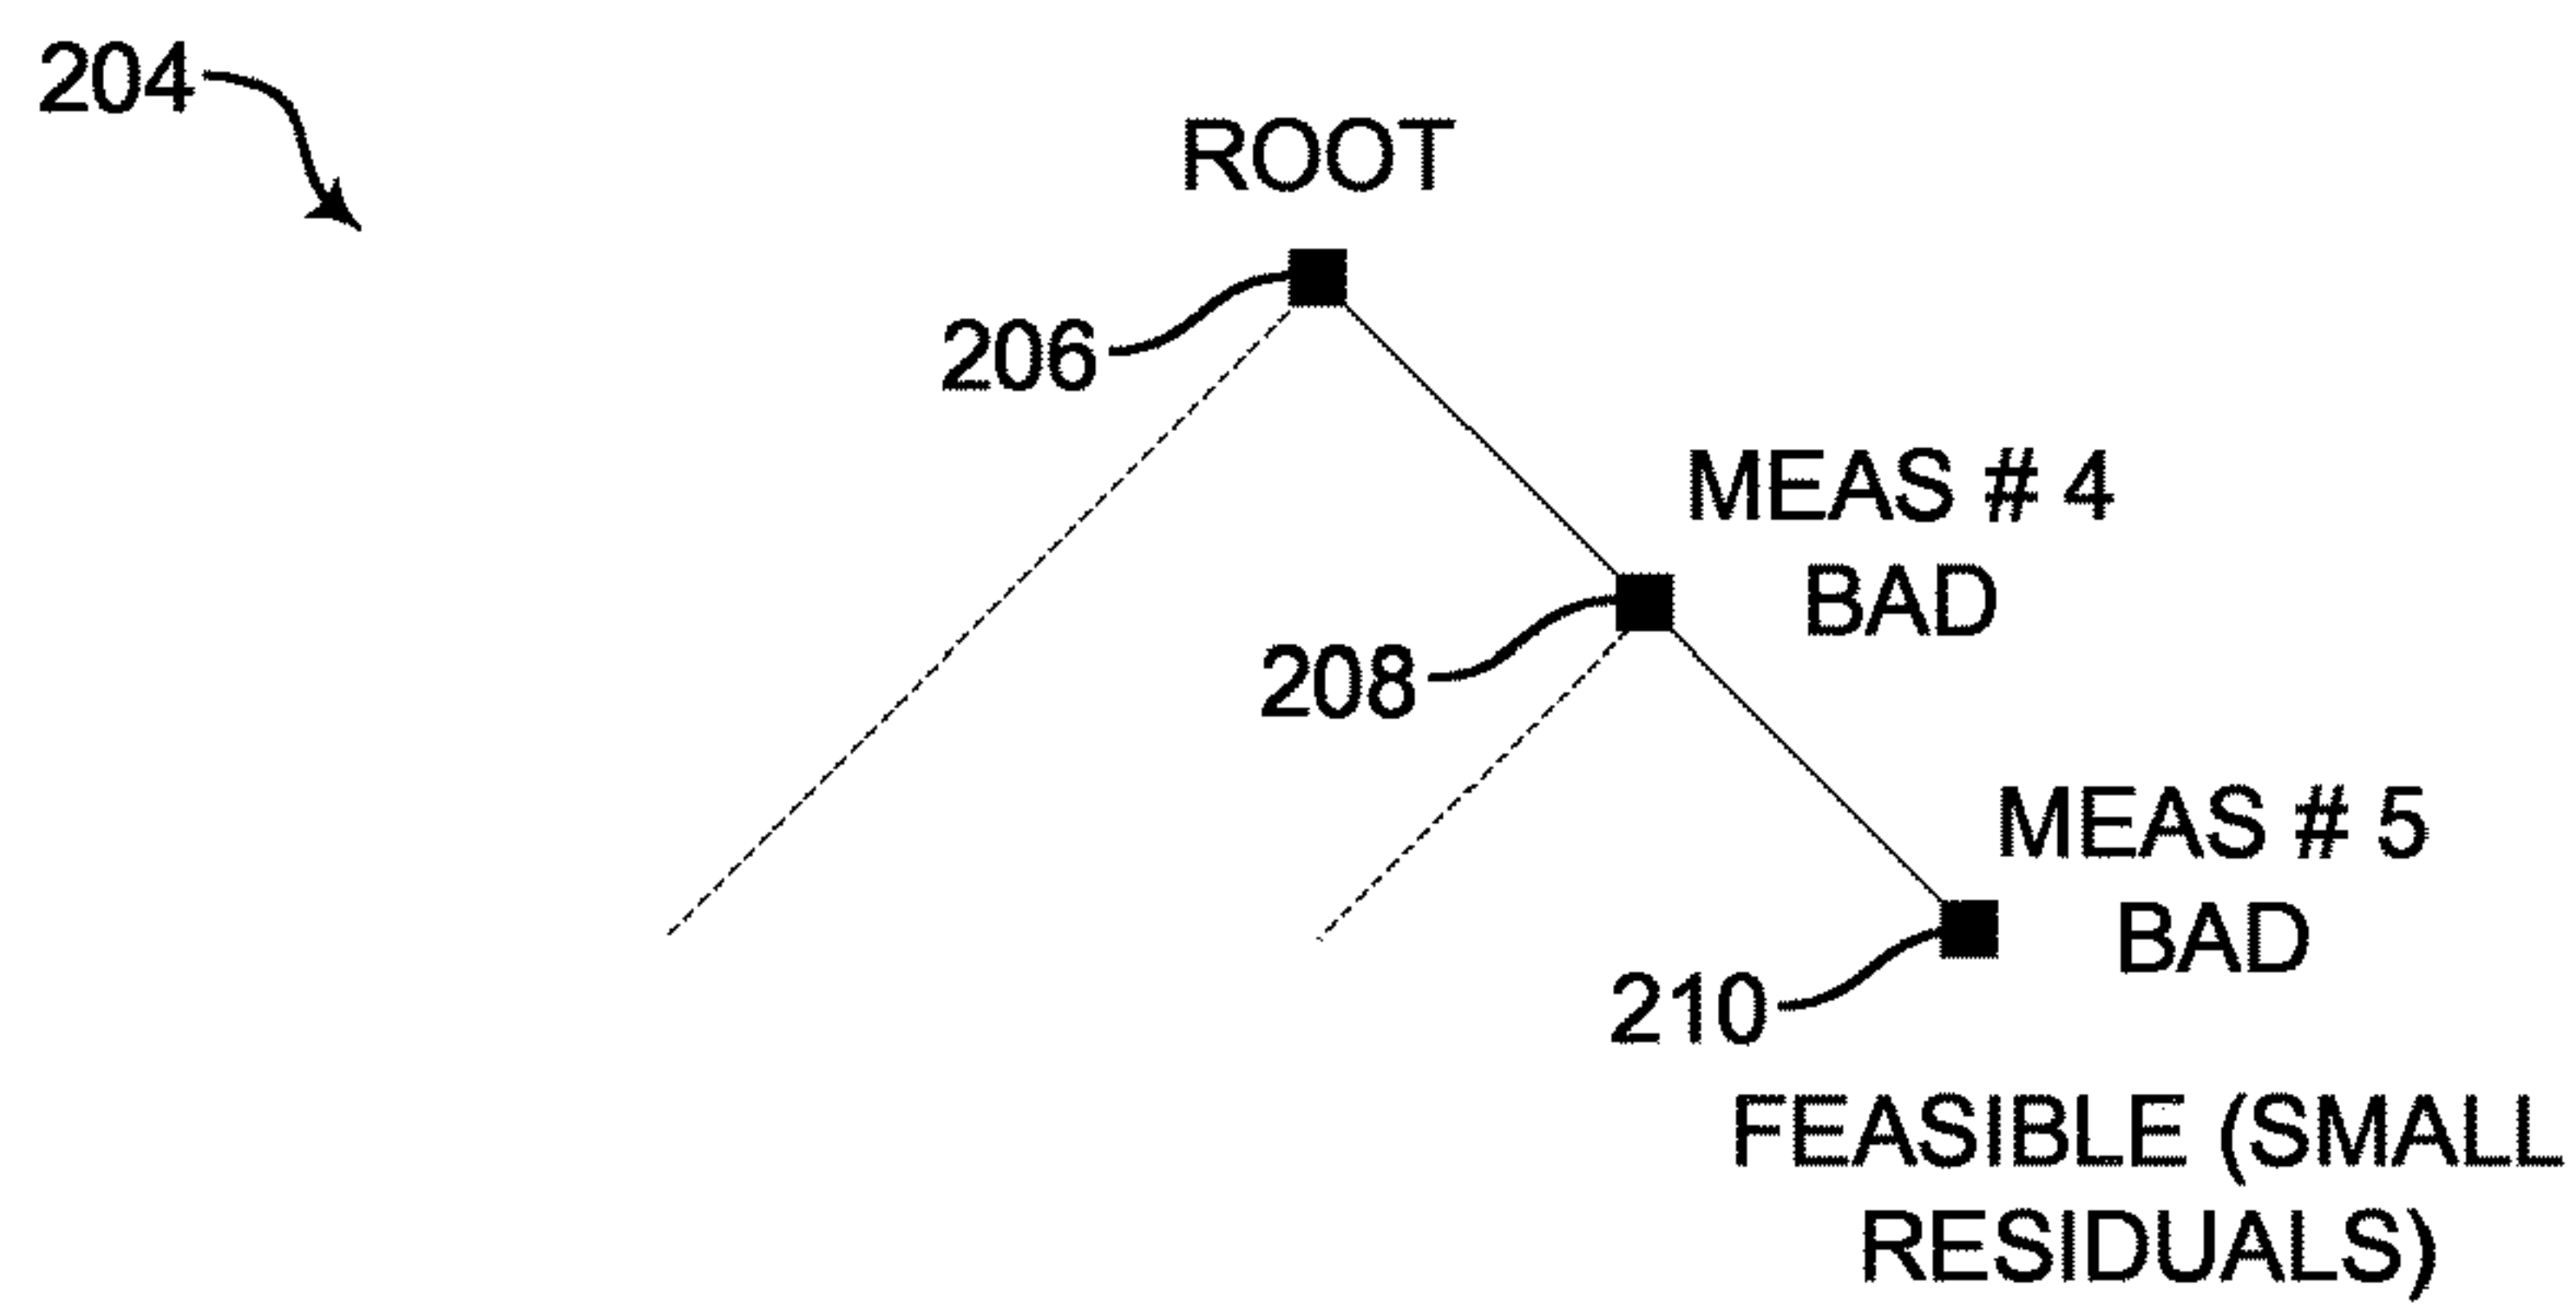 204
ROOT
206
MEAS # 4
BAD
208
MEAS # 5
BAD
210
FEASIBLE (SMALL
RESIDUALS)